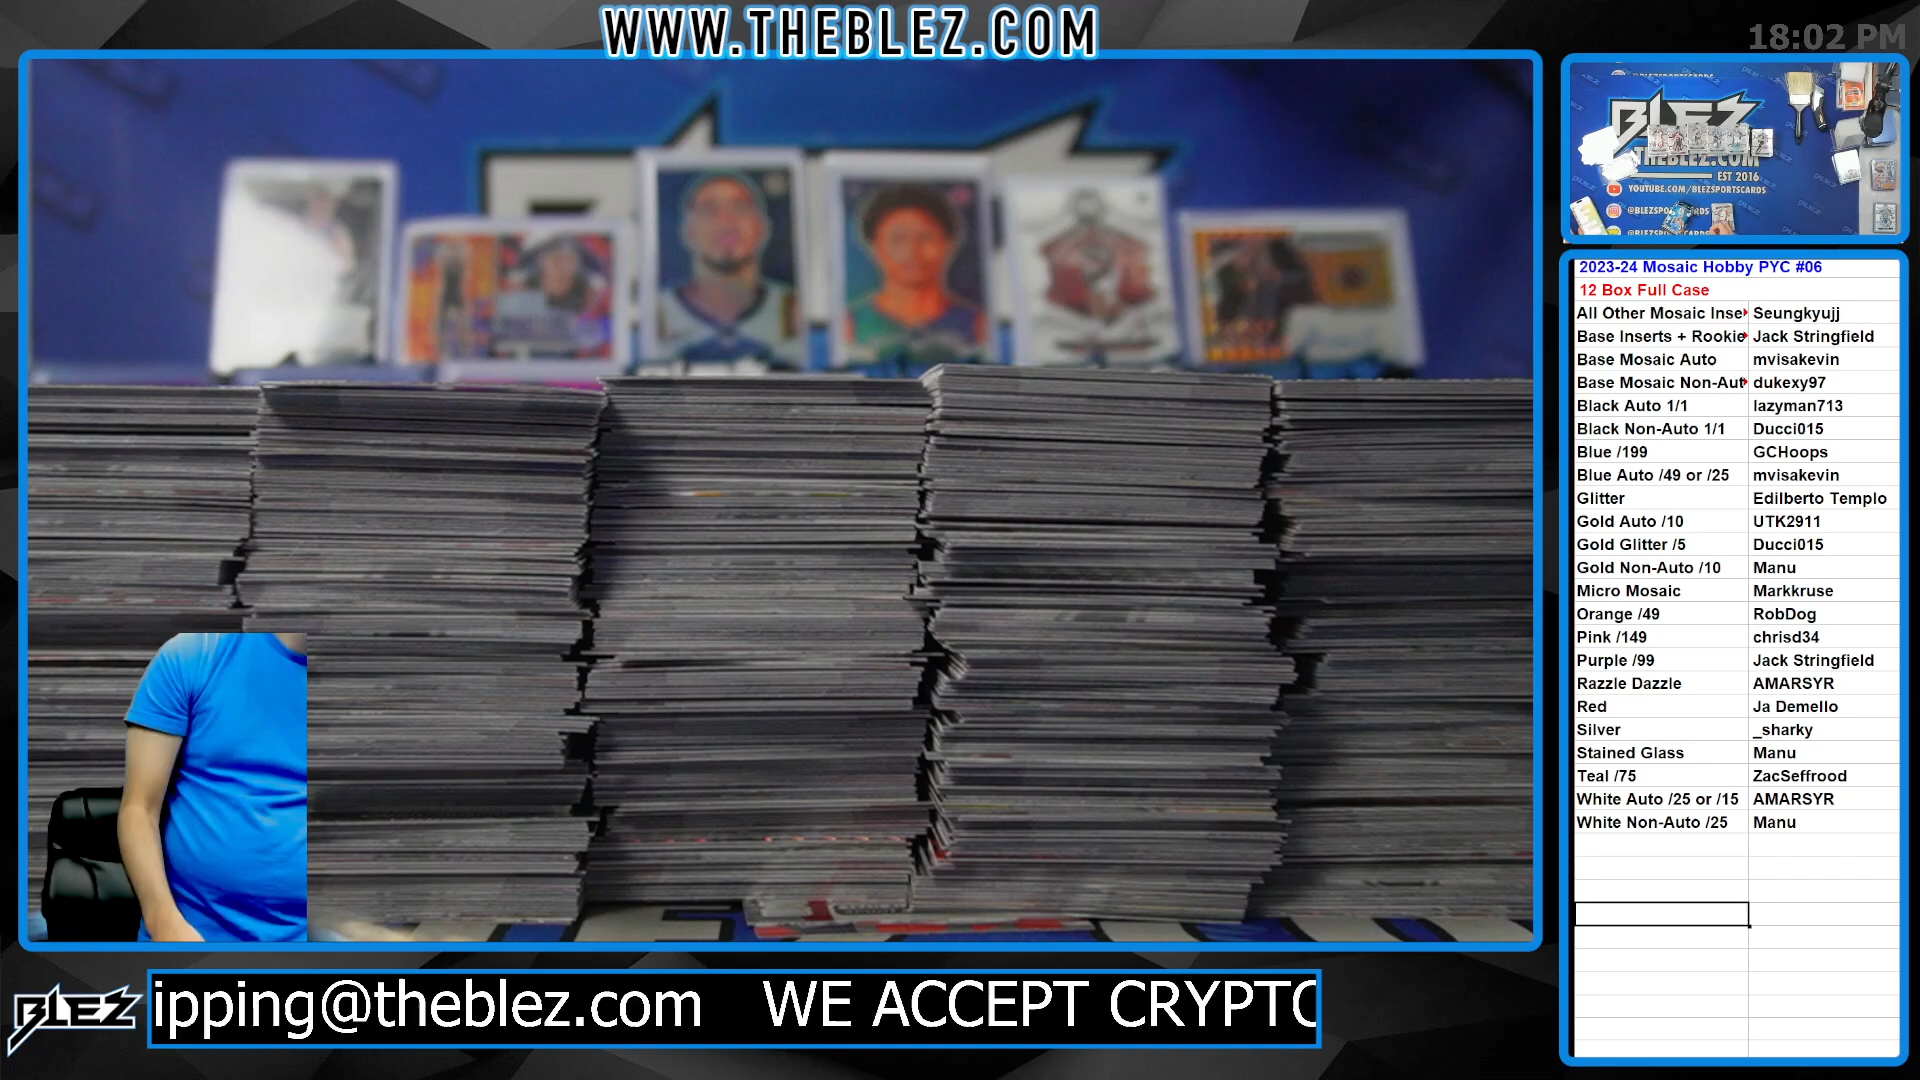 WWW.THEBLEZ.COM
18:02 PM
BLEZ
THEBLEZ.COM
EST 2016
YOUTUBE.COM/BLEZSPORTSCARDS
2023-24 Mosaic Hobby PYC #06
12 Box Full Case
All Other Mosaic Inse Seungkyujj
Base Inserts + Rookie Jack Stringfield
Base Mosaic Auto mvisakevin
Base Mosaic Non-Aut dukexy97
Black Auto 1/1 lazyman713
Black Non-Auto 1/1 Ducci015
Blue /199 GCHoops
Blue Auto /49 or /25 mvisakevin
Glitter Edilberto Templo
Gold Auto /10 UTK2911
Gold Glitter /5 Ducci015
Gold Non-Auto /10 Manu
Micro Mosaic Markkruse
Orange /49 RobDog
Pink /149 chrisd34
Purple /99 Jack Stringfield
Razzle Dazzle AMARSYR
Red Ja Demello
Silver _sharky
Stained Glass Manu
Teal /75 ZacSeffrood
White Auto /25 or /15 AMARSYR
White Non-Auto /25 Manu
BLEZ
ipping@theblez.com WE ACCEPT CRYPTO